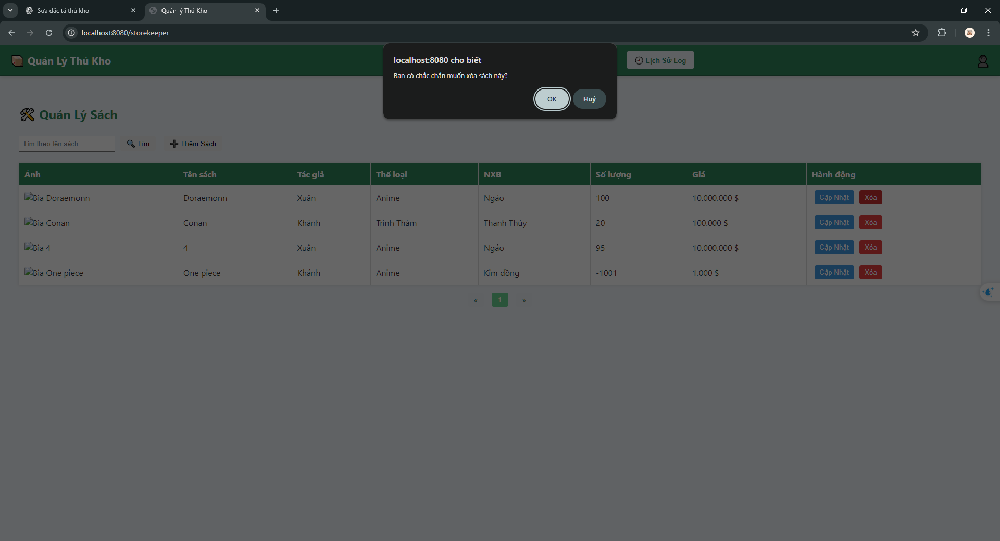 Sửa đặc tả thủ kho
Quản lý Thủ Kho
localhost:8080/storekeeper
Quản Lý Thủ Kho
Lịch Sử Log
localhost:8080 cho biết
Bạn có chắc chắn muốn xóa sách này?
OK Huỷ
Quản Lý Sách
Tìm theo tên sách... Tìm Thêm Sách
Ảnh Tên sách Tác giả Thể loại NXB Số lượng Giá Hành động
Bìa Doraemonn Doraemonn Xuân Anime Ngáo 100 10.000.000 $ Cập Nhật Xóa
Bìa Conan Conan Khánh Trinh Thám Thanh Thúy 20 100.000 $ Cập Nhật Xóa
Bìa 4 4 Xuân Anime Ngáo 95 10.000.000 $ Cập Nhật Xóa
Bìa One piece One piece Khánh Anime Kim đồng -1001 1.000 $ Cập Nhật Xóa
« 1 »